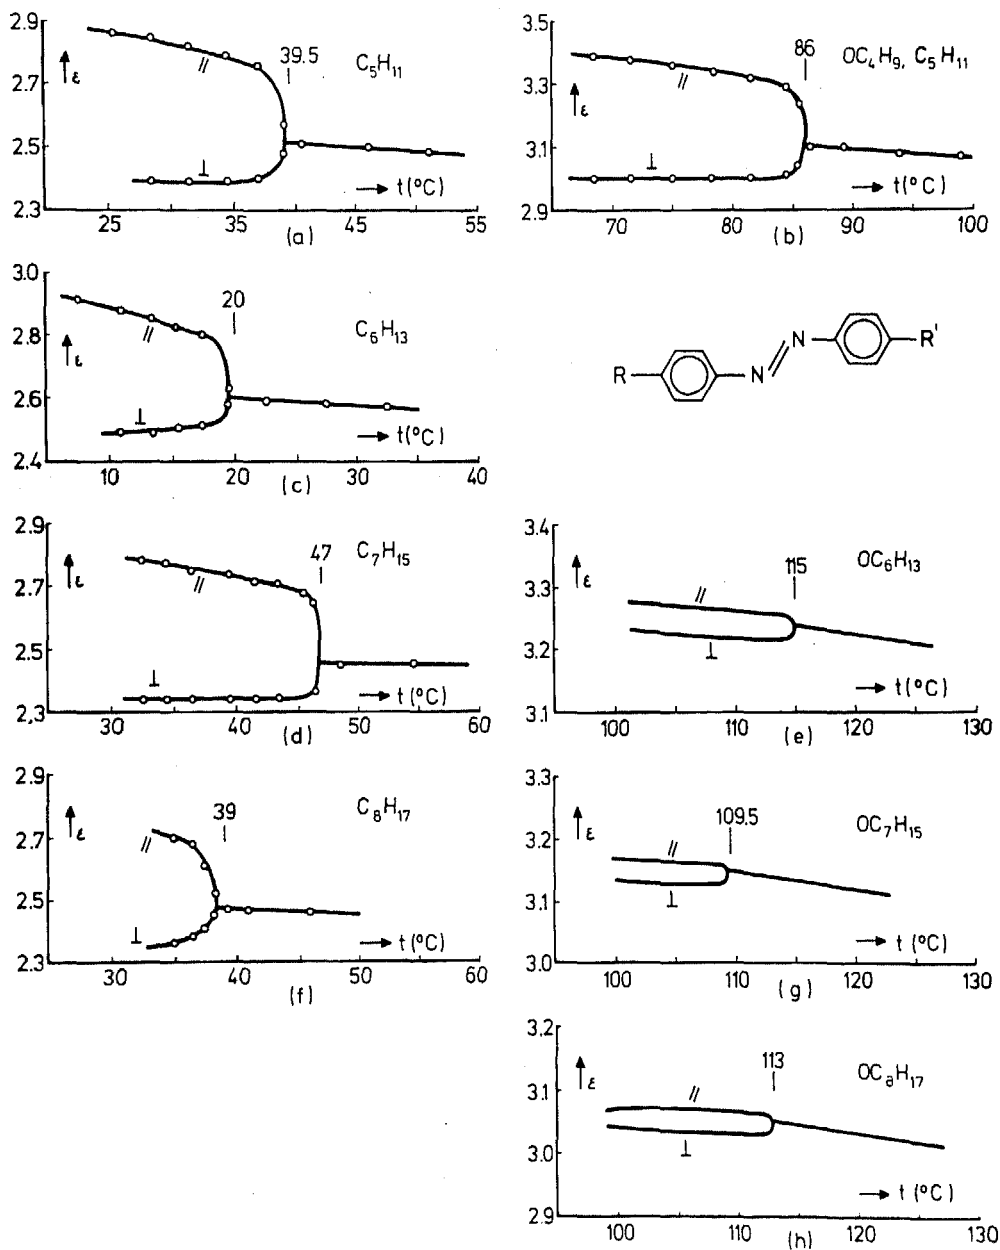 2.9
2.7
2.5
2.3
ε
//
⊥
39.5
C5H11
t(°C)
25 35 45 55
(a)
3.5
3.3
3.1
2.9
ε
//
⊥
86
OC4H9, C5H11
t(°C)
70 80 90 100
(b)
3.0
2.8
2.6
2.4
ε
//
⊥
20
C6H13
t(°C)
10 20 30 40
(c)
R N N R'
2.9
2.7
2.5
2.3
ε
//
⊥
47
C7H15
t(°C)
30 40 50 60
(d)
3.4
3.3
3.2
3.1
ε
//
⊥
115
OC6H13
t(°C)
100 110 120 130
(e)
2.9
2.7
2.5
2.3
ε
//
⊥
39
C8H17
t(°C)
30 40 50 60
(f)
3.3
3.2
3.1
3.0
ε
//
⊥
109.5
OC7H15
t(°C)
100 110 120 130
(g)
3.2
3.1
3.0
2.9
ε
//
⊥
113
OC8H17
t(°C)
100 110 120 130
(h)